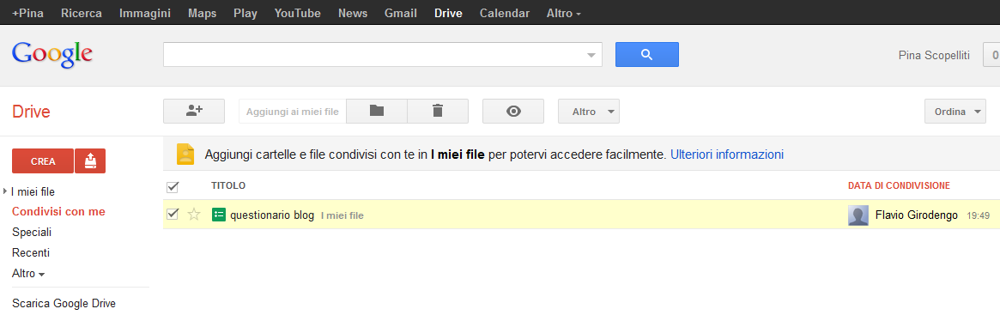 +Pina Ricerca Immagini Maps Play YouTube News Gmail Drive Calendar Altro
Google
Pina Scopelliti 0
Drive Aggiungi ai miei file Altro Ordina
CREA
Aggiungi cartelle e file condivisi con te in I miei file per potervi accedere facilmente. Ulteriori informazioni
I miei file
TITOLO DATA DI CONDIVISIONE
Condivisi con me
questionario blog I miei file Flavio Girodengo 19:49
Speciali
Recenti
Altro
Scarica Google Drive